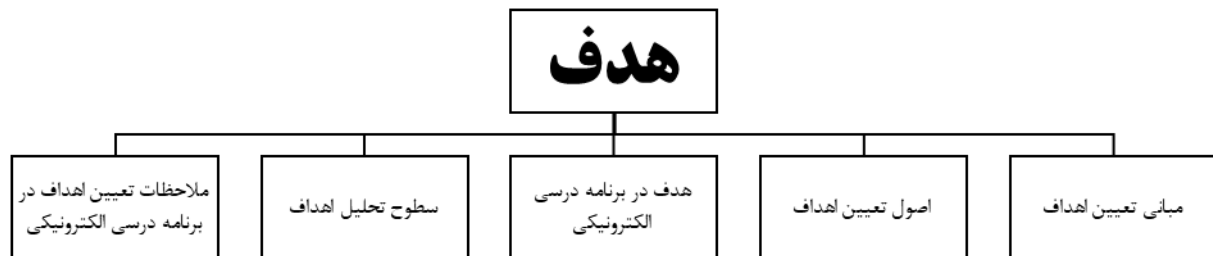 هدف
مبانی تعیین اهداف
اصول تعیین اهداف
هدف در برنامه درسی
الکترونیکی
سطوح تحلیل اهداف
ملاحظات تعیین اهداف در
برنامه درسی الکترونیکی